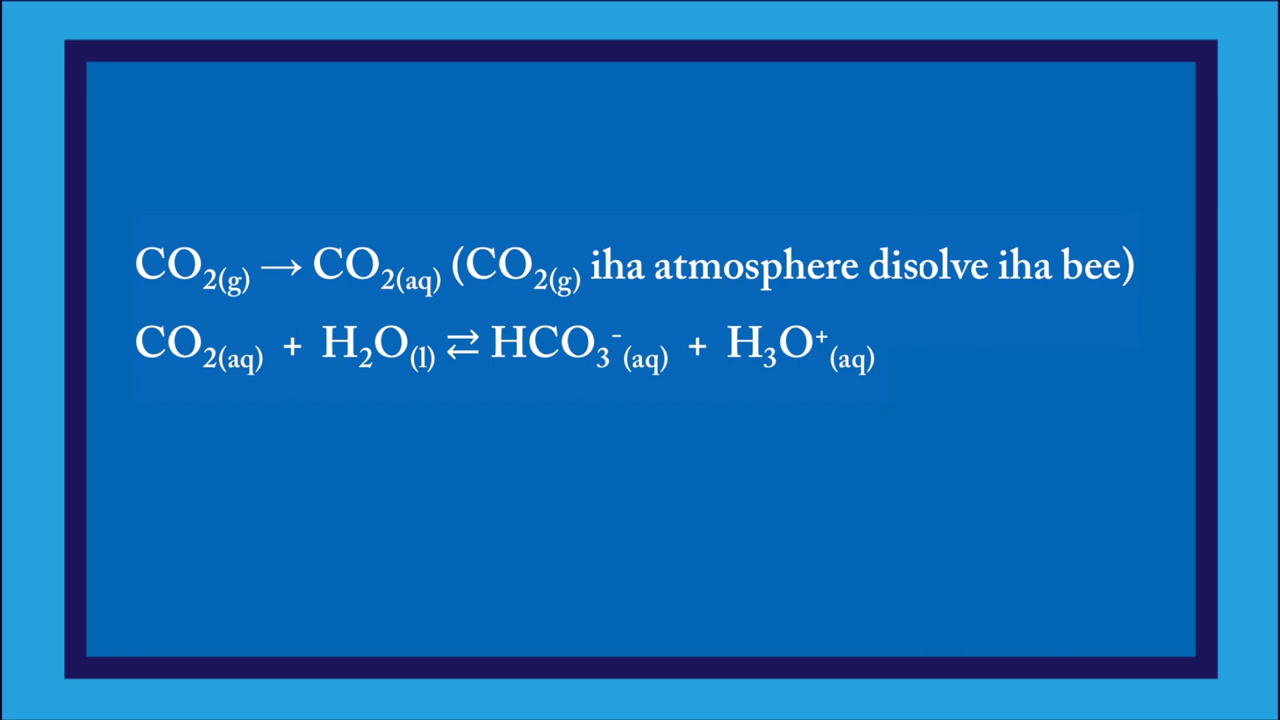 CO₂(g) → CO₂(aq) (CO₂(g) iha atmosphere disolve iha bee)
CO₂(aq) + H₂O(l) ⇄ HCO₃⁻(aq) + H₃O⁺(aq)